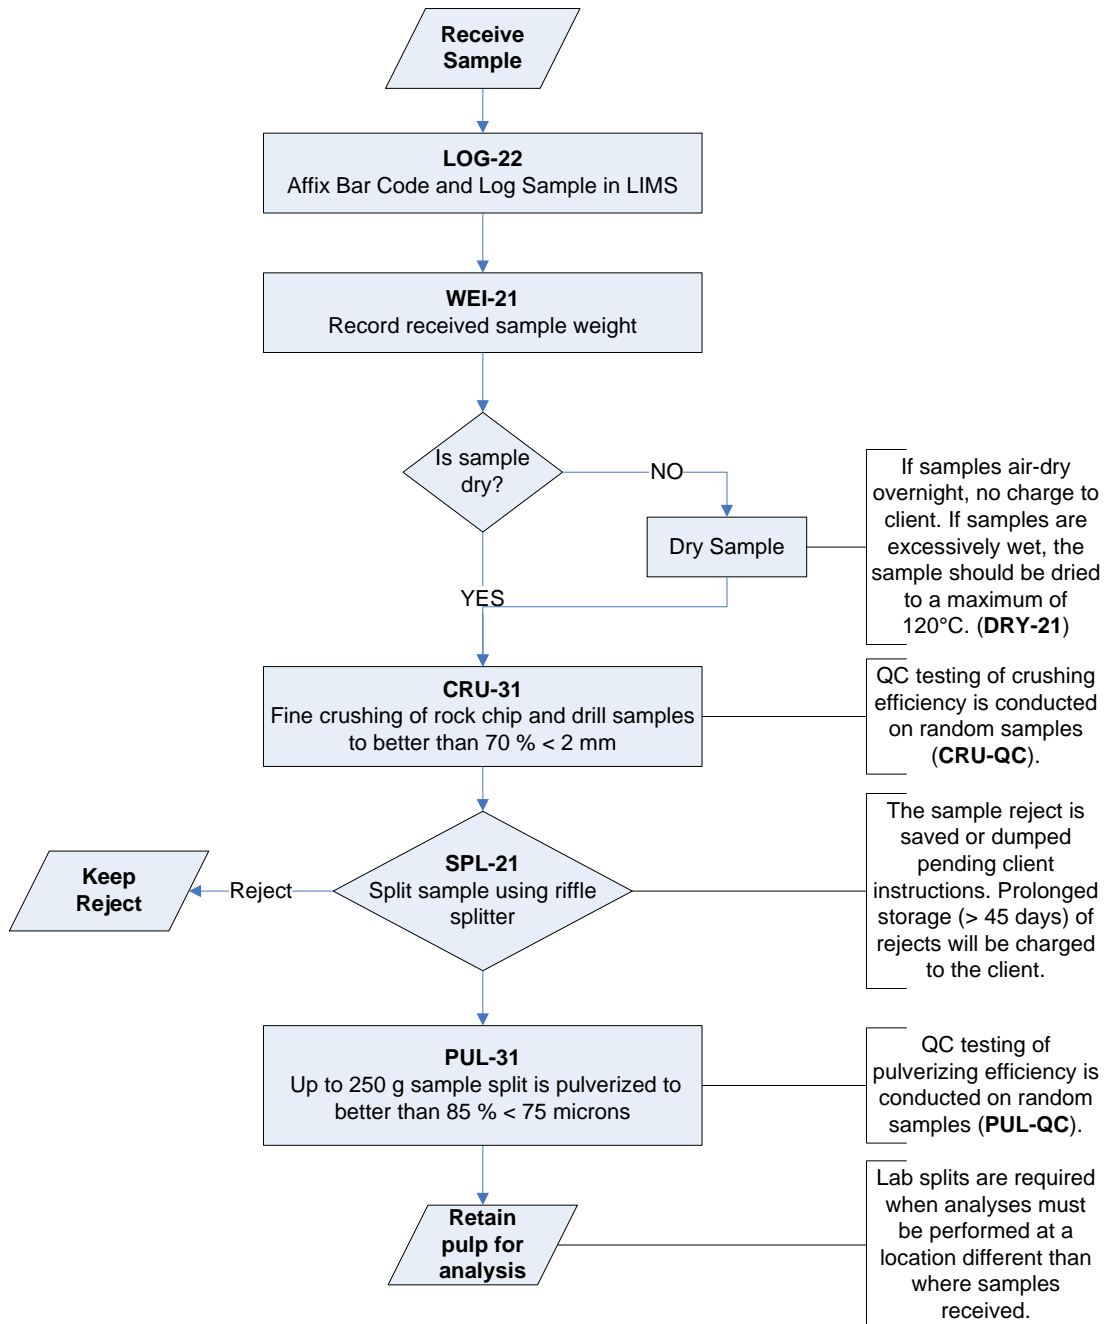 Receive
Sample
LOG-22
Affix Bar Code and Log Sample in LIMS
WEI-21
Record received sample weight
Is sample
dry?
NO
Dry Sample
If samples air-dry
overnight, no charge to
client. If samples are
excessively wet, the
sample should be dried
to a maximum of
120°C. (DRY-21)
YES
CRU-31
Fine crushing of rock chip and drill samples
to better than 70 % < 2 mm
QC testing of crushing
efficiency is conducted
on random samples
(CRU-QC).
SPL-21
Split sample using riffle
splitter
Reject
Keep
Reject
The sample reject is
saved or dumped
pending client
instructions. Prolonged
storage (> 45 days) of
rejects will be charged
to the client.
PUL-31
Up to 250 g sample split is pulverized to
better than 85 % < 75 microns
QC testing of
pulverizing efficiency is
conducted on random
samples (PUL-QC).
Retain
pulp for
analysis
Lab splits are required
when analyses must
be performed at a
location different than
where samples
received.